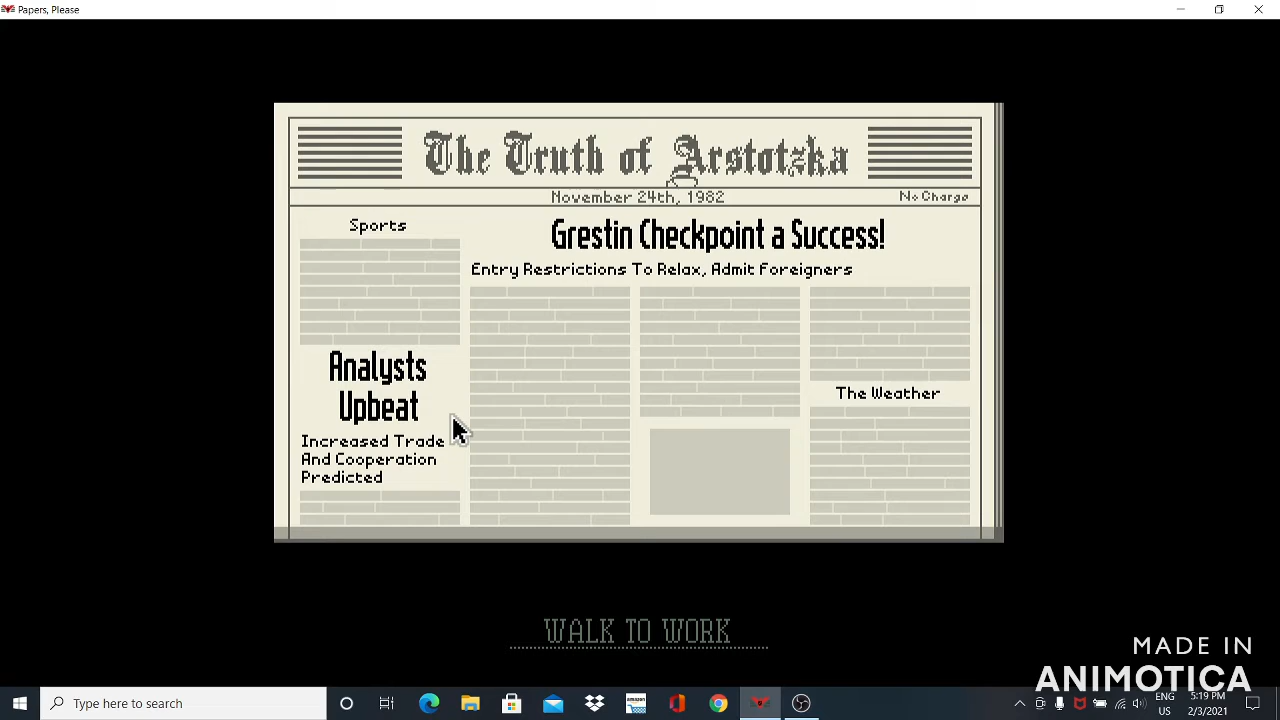 Papers, Please
The Truth of Arstotzka
November 24th, 1982
No Charge
Sports
Analysts
Upbeat
Increased Trade
And Cooperation
Predicted
Grestin Checkpoint a Success!
Entry Restrictions To Relax, Admit Foreigners
The Weather
WALK TO WORK
MADE IN
ANIMOTICA
Type here to search
amazon
ENG
US
5:19 PM
2/3/2021